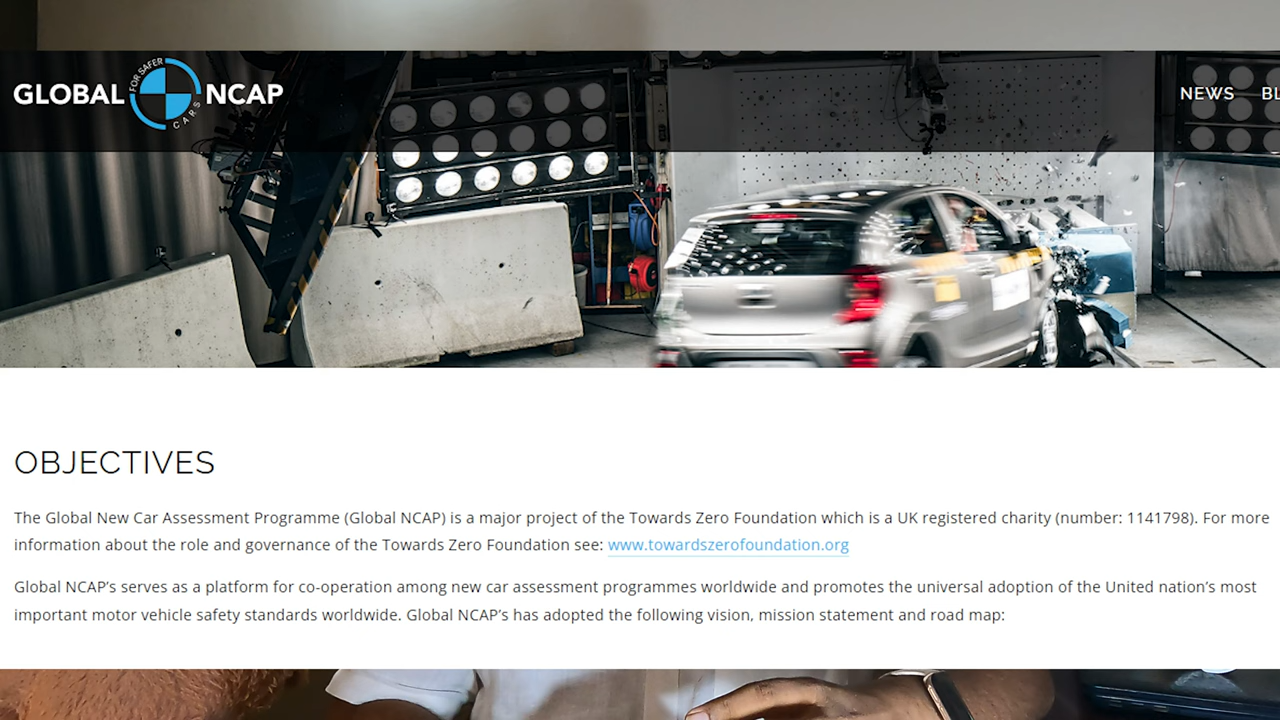 GLOBAL FOR SAFER CARS NCAP
NEWS
OBJECTIVES
The Global New Car Assessment Programme (Global NCAP) is a major project of the Towards Zero Foundation which is a UK registered charity (number: 1141798). For more
information about the role and governance of the Towards Zero Foundation see: www.towardszerofoundation.org
Global NCAP’s serves as a platform for co-operation among new car assessment programmes worldwide and promotes the universal adoption of the United nation’s most
important motor vehicle safety standards worldwide. Global NCAP’s has adopted the following vision, mission statement and road map: